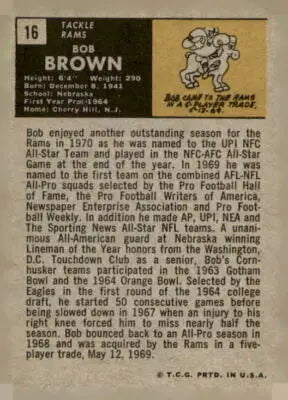 16
TACKLE
RAMS
BOB
BROWN
Height: 6'4" Weight: 290
Born: December 8, 1941
School: Nebraska
First Year Pro: 1964
Home: Cherry Hill, N.J.
BOB CAME TO THE RAMS
IN A 5-PLAYER TRADE,
5-12-69.
Bob enjoyed another outstanding season for the
Rams in 1970 as he was named to the UPI NFC
All-Star Team and played in the NFC-AFC All-Star
Game at the end of the year. In 1969 he was
named to the first team on the combined AFL-NFL
All-Pro squads selected by the Pro Football Hall
of Fame, the Pro Football Writers of America,
Newspaper Enterprise Association and Pro Foot-
ball Weekly. In addition he made AP, UPI, NEA and
The Sporting News All-Star NFL teams. A unani-
mous All-American guard at Nebraska winning
Lineman of the Year honors from the Washington,
D.C. Touchdown Club as a senior, Bob's Corn-
husker teams participated in the 1963 Gotham
Bowl and the 1964 Orange Bowl. Selected by the
Eagles in the first round of the 1964 college
draft, he started 50 consecutive games before
being slowed down in 1967 when an injury to his
right knee forced him to miss nearly half the
season. Bob bounced back to an All-Pro season in
1968 and was acquired by the Rams in a five-
player trade, May 12, 1969.
© T.C.G. PRTD. IN U.S.A.